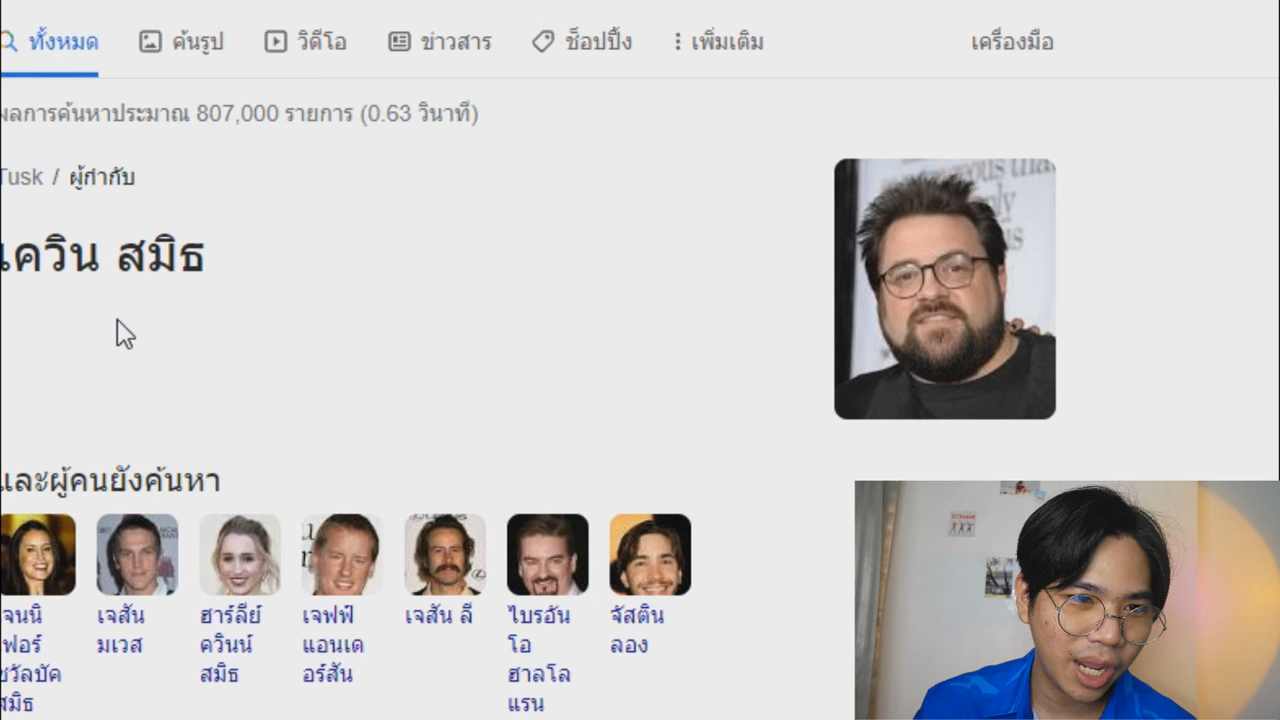 ทั้งหมด ค้นรูป วิดีโอ ข่าวสาร ช็อปปิ้ง เพิ่มเติม เครื่องมือ
ผลการค้นหาประมาณ 807,000 รายการ (0.63 วินาที)
Tusk / ผู้กำกับ
เควิน สมิธ
และผู้คนยังค้นหา
เจนนิ
เฟอร์
ชวัลบัค
สมิธ
เจสัน
มเวส
ฮาร์ลีย์
ควินน์
สมิธ
เจฟฟ์
แอนเด
อร์สัน
เจสัน ลี
ไบรอัน
โอ
ฮาลโล
แรน
จัสติน
ลอง